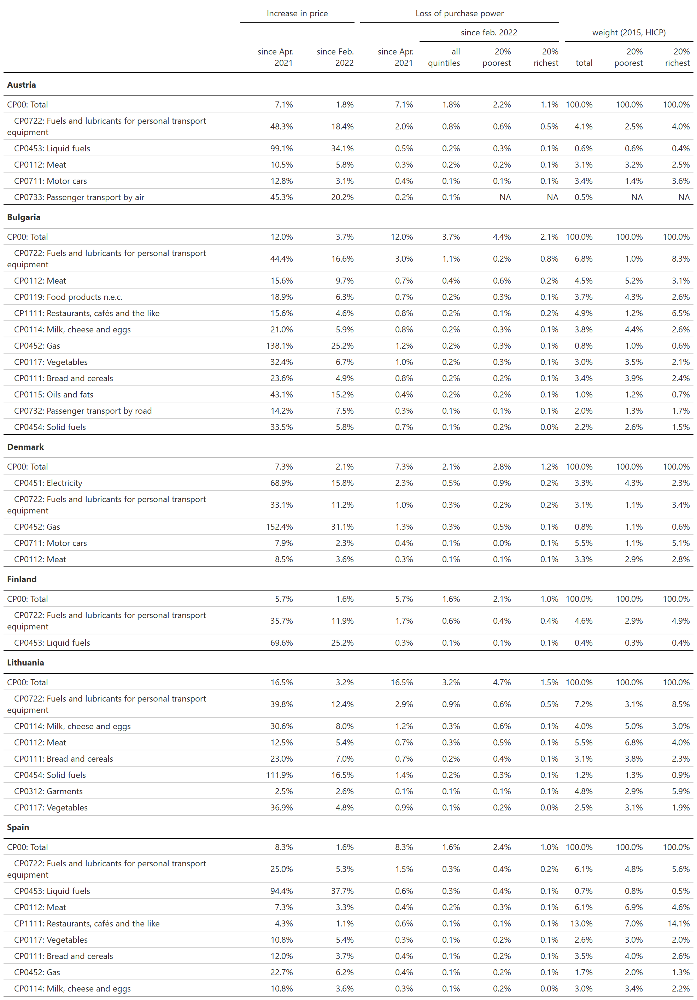 Increase in price Loss of purchase power
since feb. 2022 weight (2015, HICP)
since Apr. since Feb. since Apr. all 20% 20% 20% 20%
2021 2022 2021 quintiles poorest richest total poorest richest
Austria
CP00: Total 7.1% 1.8% 7.1% 1.8% 2.2% 1.1% 100.0% 100.0% 100.0%
CP0722: Fuels and lubricants for personal transport
equipment 48.3% 18.4% 2.0% 0.8% 0.6% 0.5% 4.1% 2.5% 4.0%
CP0453: Liquid fuels 99.1% 34.1% 0.5% 0.2% 0.3% 0.1% 0.6% 0.6% 0.4%
CP0112: Meat 10.5% 5.8% 0.3% 0.2% 0.2% 0.1% 3.1% 3.2% 2.5%
CP0711: Motor cars 12.8% 3.1% 0.4% 0.1% 0.1% 0.1% 3.4% 1.4% 3.6%
CP0733: Passenger transport by air 45.3% 20.2% 0.2% 0.1% NA NA 0.5% NA NA
Bulgaria
CP00: Total 12.0% 3.7% 12.0% 3.7% 4.4% 2.1% 100.0% 100.0% 100.0%
CP0722: Fuels and lubricants for personal transport
equipment 44.4% 16.6% 3.0% 1.1% 0.2% 0.8% 6.8% 1.0% 8.3%
CP0112: Meat 15.6% 9.7% 0.7% 0.4% 0.6% 0.2% 4.5% 5.2% 3.1%
CP0119: Food products n.e.c. 18.9% 6.3% 0.7% 0.2% 0.3% 0.1% 3.7% 4.3% 2.6%
CP1111: Restaurants, cafés and the like 15.6% 4.6% 0.8% 0.2% 0.1% 0.2% 4.9% 1.2% 6.5%
CP0114: Milk, cheese and eggs 21.0% 5.9% 0.8% 0.2% 0.3% 0.1% 3.8% 4.4% 2.6%
CP0452: Gas 138.1% 25.2% 1.2% 0.2% 0.3% 0.1% 0.8% 1.0% 0.6%
CP0117: Vegetables 32.4% 6.7% 1.0% 0.2% 0.3% 0.1% 3.0% 3.5% 2.1%
CP0111: Bread and cereals 23.6% 4.9% 0.8% 0.2% 0.2% 0.1% 3.4% 3.9% 2.4%
CP0115: Oils and fats 43.1% 15.2% 0.4% 0.2% 0.2% 0.1% 1.0% 1.2% 0.7%
CP0732: Passenger transport by road 14.2% 7.5% 0.3% 0.1% 0.1% 0.1% 2.0% 1.3% 1.7%
CP0454: Solid fuels 33.5% 5.8% 0.7% 0.1% 0.2% 0.0% 2.2% 2.6% 1.5%
Denmark
CP00: Total 7.3% 2.1% 7.3% 2.1% 2.8% 1.2% 100.0% 100.0% 100.0%
CP0451: Electricity 68.9% 15.8% 2.3% 0.5% 0.9% 0.2% 3.3% 4.3% 2.3%
CP0722: Fuels and lubricants for personal transport
equipment 33.1% 11.2% 1.0% 0.3% 0.2% 0.2% 3.1% 1.1% 3.4%
CP0452: Gas 152.4% 31.1% 1.3% 0.3% 0.5% 0.1% 0.8% 1.1% 0.6%
CP0711: Motor cars 7.9% 2.3% 0.4% 0.1% 0.0% 0.1% 5.5% 1.1% 5.1%
CP0112: Meat 8.5% 3.6% 0.3% 0.1% 0.1% 0.1% 3.3% 2.9% 2.8%
Finland
CP00: Total 5.7% 1.6% 5.7% 1.6% 2.1% 1.0% 100.0% 100.0% 100.0%
CP0722: Fuels and lubricants for personal transport
equipment 35.7% 11.9% 1.7% 0.6% 0.4% 0.4% 4.6% 2.9% 4.9%
CP0453: Liquid fuels 69.6% 25.2% 0.3% 0.1% 0.1% 0.1% 0.4% 0.3% 0.4%
Lithuania
CP00: Total 16.5% 3.2% 16.5% 3.2% 4.7% 1.5% 100.0% 100.0% 100.0%
CP0722: Fuels and lubricants for personal transport
equipment 39.8% 12.4% 2.9% 0.9% 0.6% 0.5% 7.2% 3.1% 8.5%
CP0114: Milk, cheese and eggs 30.6% 8.0% 1.2% 0.3% 0.6% 0.1% 4.0% 5.0% 3.0%
CP0112: Meat 12.5% 5.4% 0.7% 0.3% 0.5% 0.1% 5.5% 6.8% 4.0%
CP0111: Bread and cereals 23.0% 7.0% 0.7% 0.2% 0.4% 0.1% 3.1% 3.8% 2.3%
CP0454: Solid fuels 111.9% 16.5% 1.4% 0.2% 0.3% 0.1% 1.2% 1.3% 0.9%
CP0312: Garments 2.5% 2.6% 0.1% 0.1% 0.1% 0.1% 4.8% 2.9% 5.9%
CP0117: Vegetables 36.9% 4.8% 0.9% 0.1% 0.2% 0.0% 2.5% 3.1% 1.9%
Spain
CP00: Total 8.3% 1.6% 8.3% 1.6% 2.4% 1.0% 100.0% 100.0% 100.0%
CP0722: Fuels and lubricants for personal transport
equipment 25.0% 5.3% 1.5% 0.3% 0.4% 0.2% 6.1% 4.8% 5.6%
CP0453: Liquid fuels 94.4% 37.7% 0.6% 0.3% 0.4% 0.1% 0.7% 0.8% 0.5%
CP0112: Meat 7.3% 3.3% 0.4% 0.2% 0.3% 0.1% 6.1% 6.9% 4.6%
CP1111: Restaurants, cafés and the like 4.3% 1.1% 0.6% 0.1% 0.1% 0.1% 13.0% 7.0% 14.1%
CP0117: Vegetables 10.8% 5.4% 0.3% 0.1% 0.2% 0.1% 2.6% 3.0% 2.0%
CP0111: Bread and cereals 12.0% 3.7% 0.4% 0.1% 0.2% 0.1% 3.5% 4.0% 2.6%
CP0452: Gas 22.7% 6.2% 0.4% 0.1% 0.2% 0.1% 1.7% 2.0% 1.3%
CP0114: Milk, cheese and eggs 10.8% 3.6% 0.3% 0.1% 0.2% 0.0% 3.0% 3.4% 2.2%